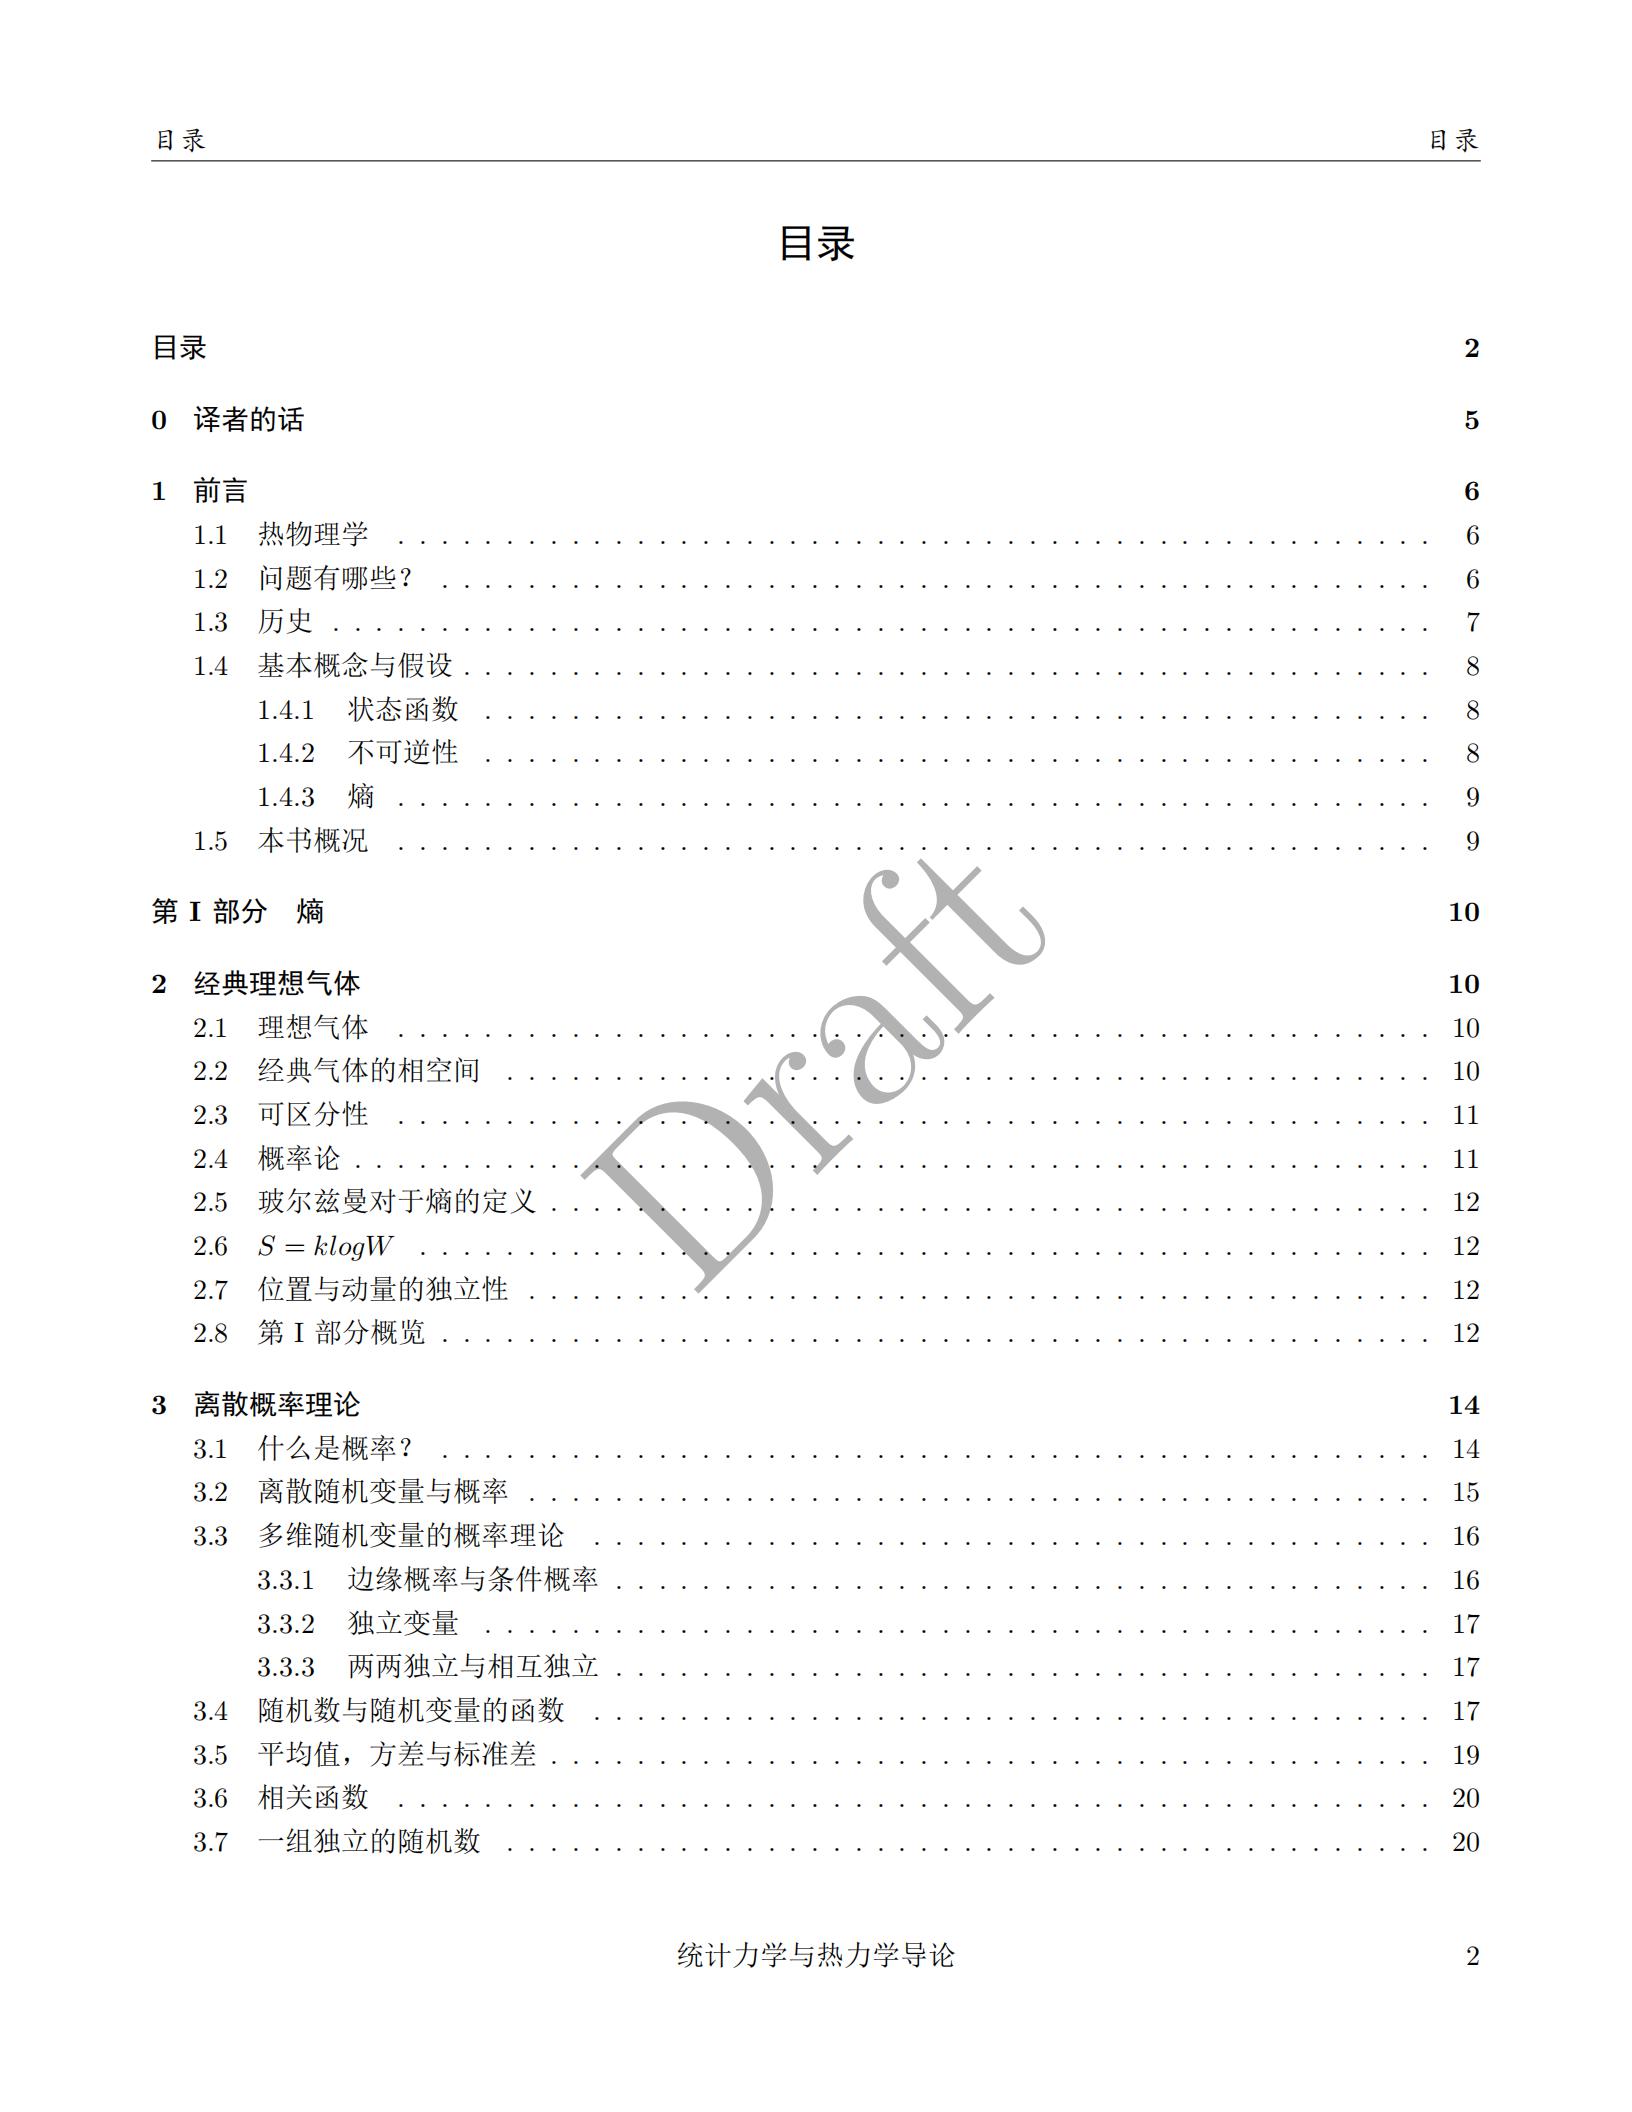 目录 目录
目录
目录 2
0 译者的话 5
1 前言 6
1.1 热物理学 . . . . . . . . . . . . . . . . . . . . 6
1.2 问题有哪些？ . . . . . . . . . . . . . . . . . . . . 6
1.3 历史 . . . . . . . . . . . . . . . . . . . . 7
1.4 基本概念与假设 . . . . . . . . . . . . . . . . . . . . 8
1.4.1 状态函数 . . . . . . . . . . . . . . . . . . . . 8
1.4.2 不可逆性 . . . . . . . . . . . . . . . . . . . . 8
1.4.3 熵 . . . . . . . . . . . . . . . . . . . . 9
1.5 本书概况 . . . . . . . . . . . . . . . . . . . . 9
第 I 部分 熵 10
2 经典理想气体 10
2.1 理想气体 . . . . . . . . . . . . . . . . . . . . 10
2.2 经典气体的相空间 . . . . . . . . . . . . . . . . . . . . 10
2.3 可区分性 . . . . . . . . . . . . . . . . . . . . 11
2.4 概率论 . . . . . . . . . . . . . . . . . . . . 11
2.5 玻尔兹曼对于熵的定义 . . . . . . . . . . . . . . . . . . . . 12
2.6 S = klogW . . . . . . . . . . . . . . . . . . . . 12
2.7 位置与动量的独立性 . . . . . . . . . . . . . . . . . . . . 12
2.8 第 I 部分概览 . . . . . . . . . . . . . . . . . . . . 12
3 离散概率理论 14
3.1 什么是概率？ . . . . . . . . . . . . . . . . . . . . 14
3.2 离散随机变量与概率 . . . . . . . . . . . . . . . . . . . . 15
3.3 多维随机变量的概率理论 . . . . . . . . . . . . . . . . . . . . 16
3.3.1 边缘概率与条件概率 . . . . . . . . . . . . . . . . . . . . 16
3.3.2 独立变量 . . . . . . . . . . . . . . . . . . . . 17
3.3.3 两两独立与相互独立 . . . . . . . . . . . . . . . . . . . . 17
3.4 随机数与随机变量的函数 . . . . . . . . . . . . . . . . . . . . 17
3.5 平均值，方差与标准差 . . . . . . . . . . . . . . . . . . . . 19
3.6 相关函数 . . . . . . . . . . . . . . . . . . . . 20
3.7 一组独立的随机数 . . . . . . . . . . . . . . . . . . . . 20
Draft
统计力学与热力学导论 2